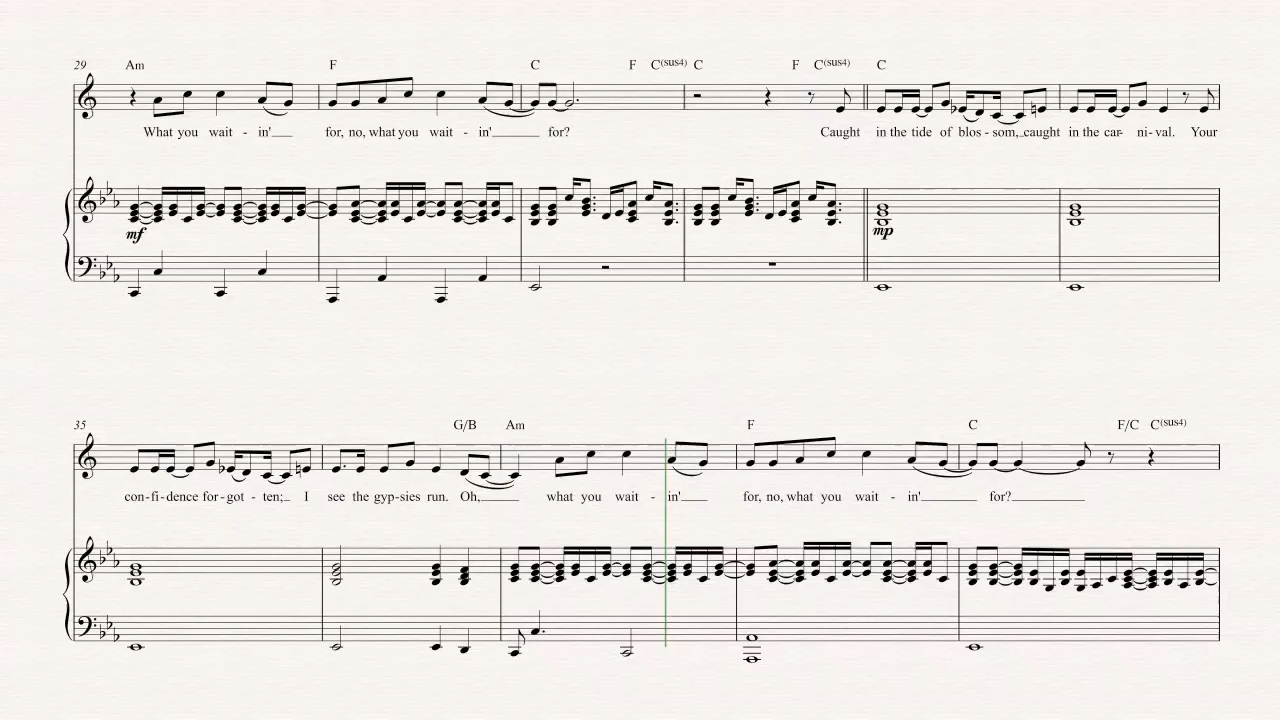 29 Am F C F C(sus4) C F C(sus4) C
What you wait - in' for, no, what you wait - in' for? Caught in the tide of blos - som, caught in the car - ni - val. Your
mf mp
35 G/B Am F C F/C C(sus4)
con - fi - dence for - got - ten; I see the gyp - sies run. Oh, what you wait - in' for, no, what you wait - in' for?